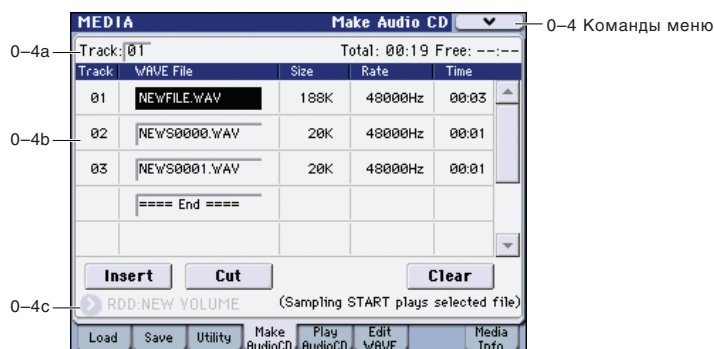 MEDIA Make Audio CD
0–4 Команды меню
0–4a
Track: 01 Total: 00:19 Free: --:--
Track WAVE File Size Rate Time
01 NEWFILE.WAV 188K 48000Hz 00:03
0–4b
02 NEWS0000.WAV 20K 48000Hz 00:01
03 NEWS0001.WAV 20K 48000Hz 00:01
==== End ====
Insert Cut Clear
0–4c
RDD:NEW VOLUME (Sampling START plays selected file)
Load Save Utility Make AudioCD Play AudioCD Edit WAVE Media Info